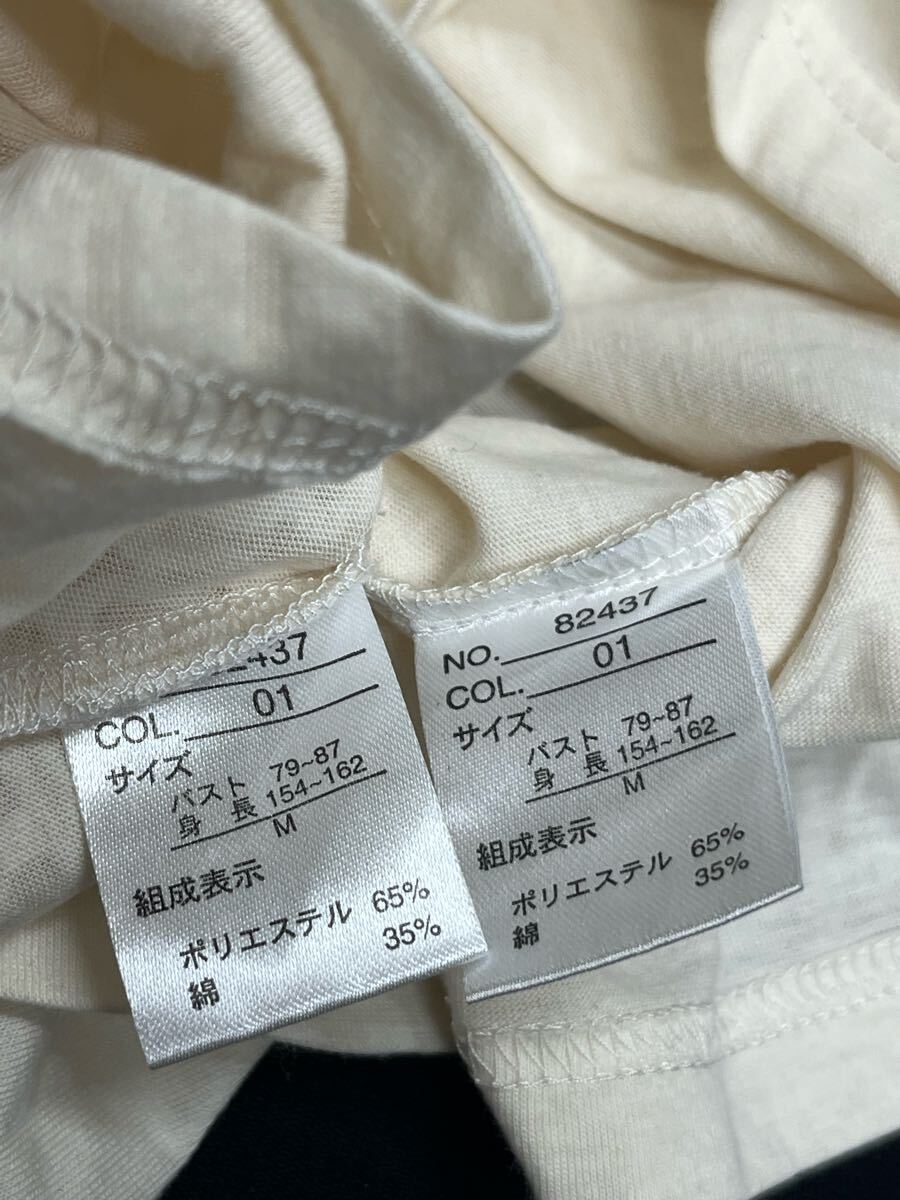 437
COL. 01
サイズ
バスト 79~87
身 長 154~162
M
組成表示
ポリエステル 65%
綿 35%
NO. 82437
COL. 01
サイズ
バスト 79~87
身 長 154~162
M
組成表示
ポリエステル 65%
綿 35%